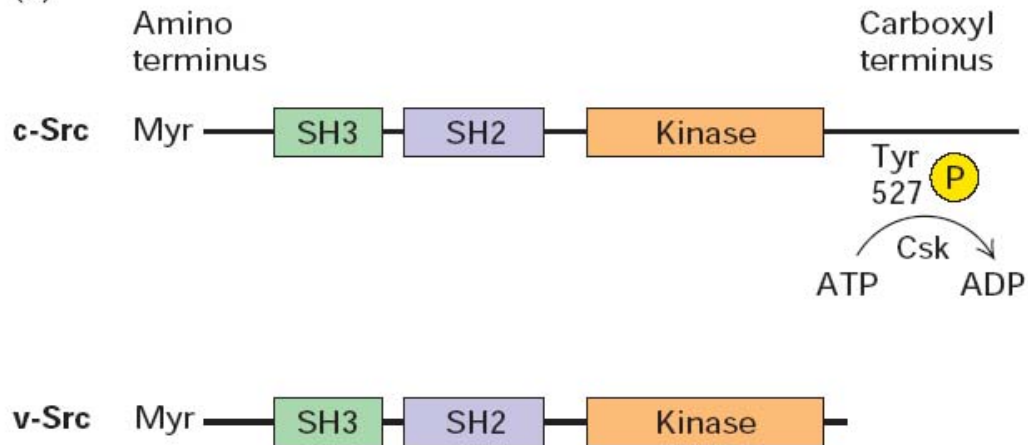 Amino
terminus
Carboxyl
terminus
c-Src Myr SH3 SH2 Kinase
Tyr
527 P
Csk
ATP ADP
v-Src Myr SH3 SH2 Kinase